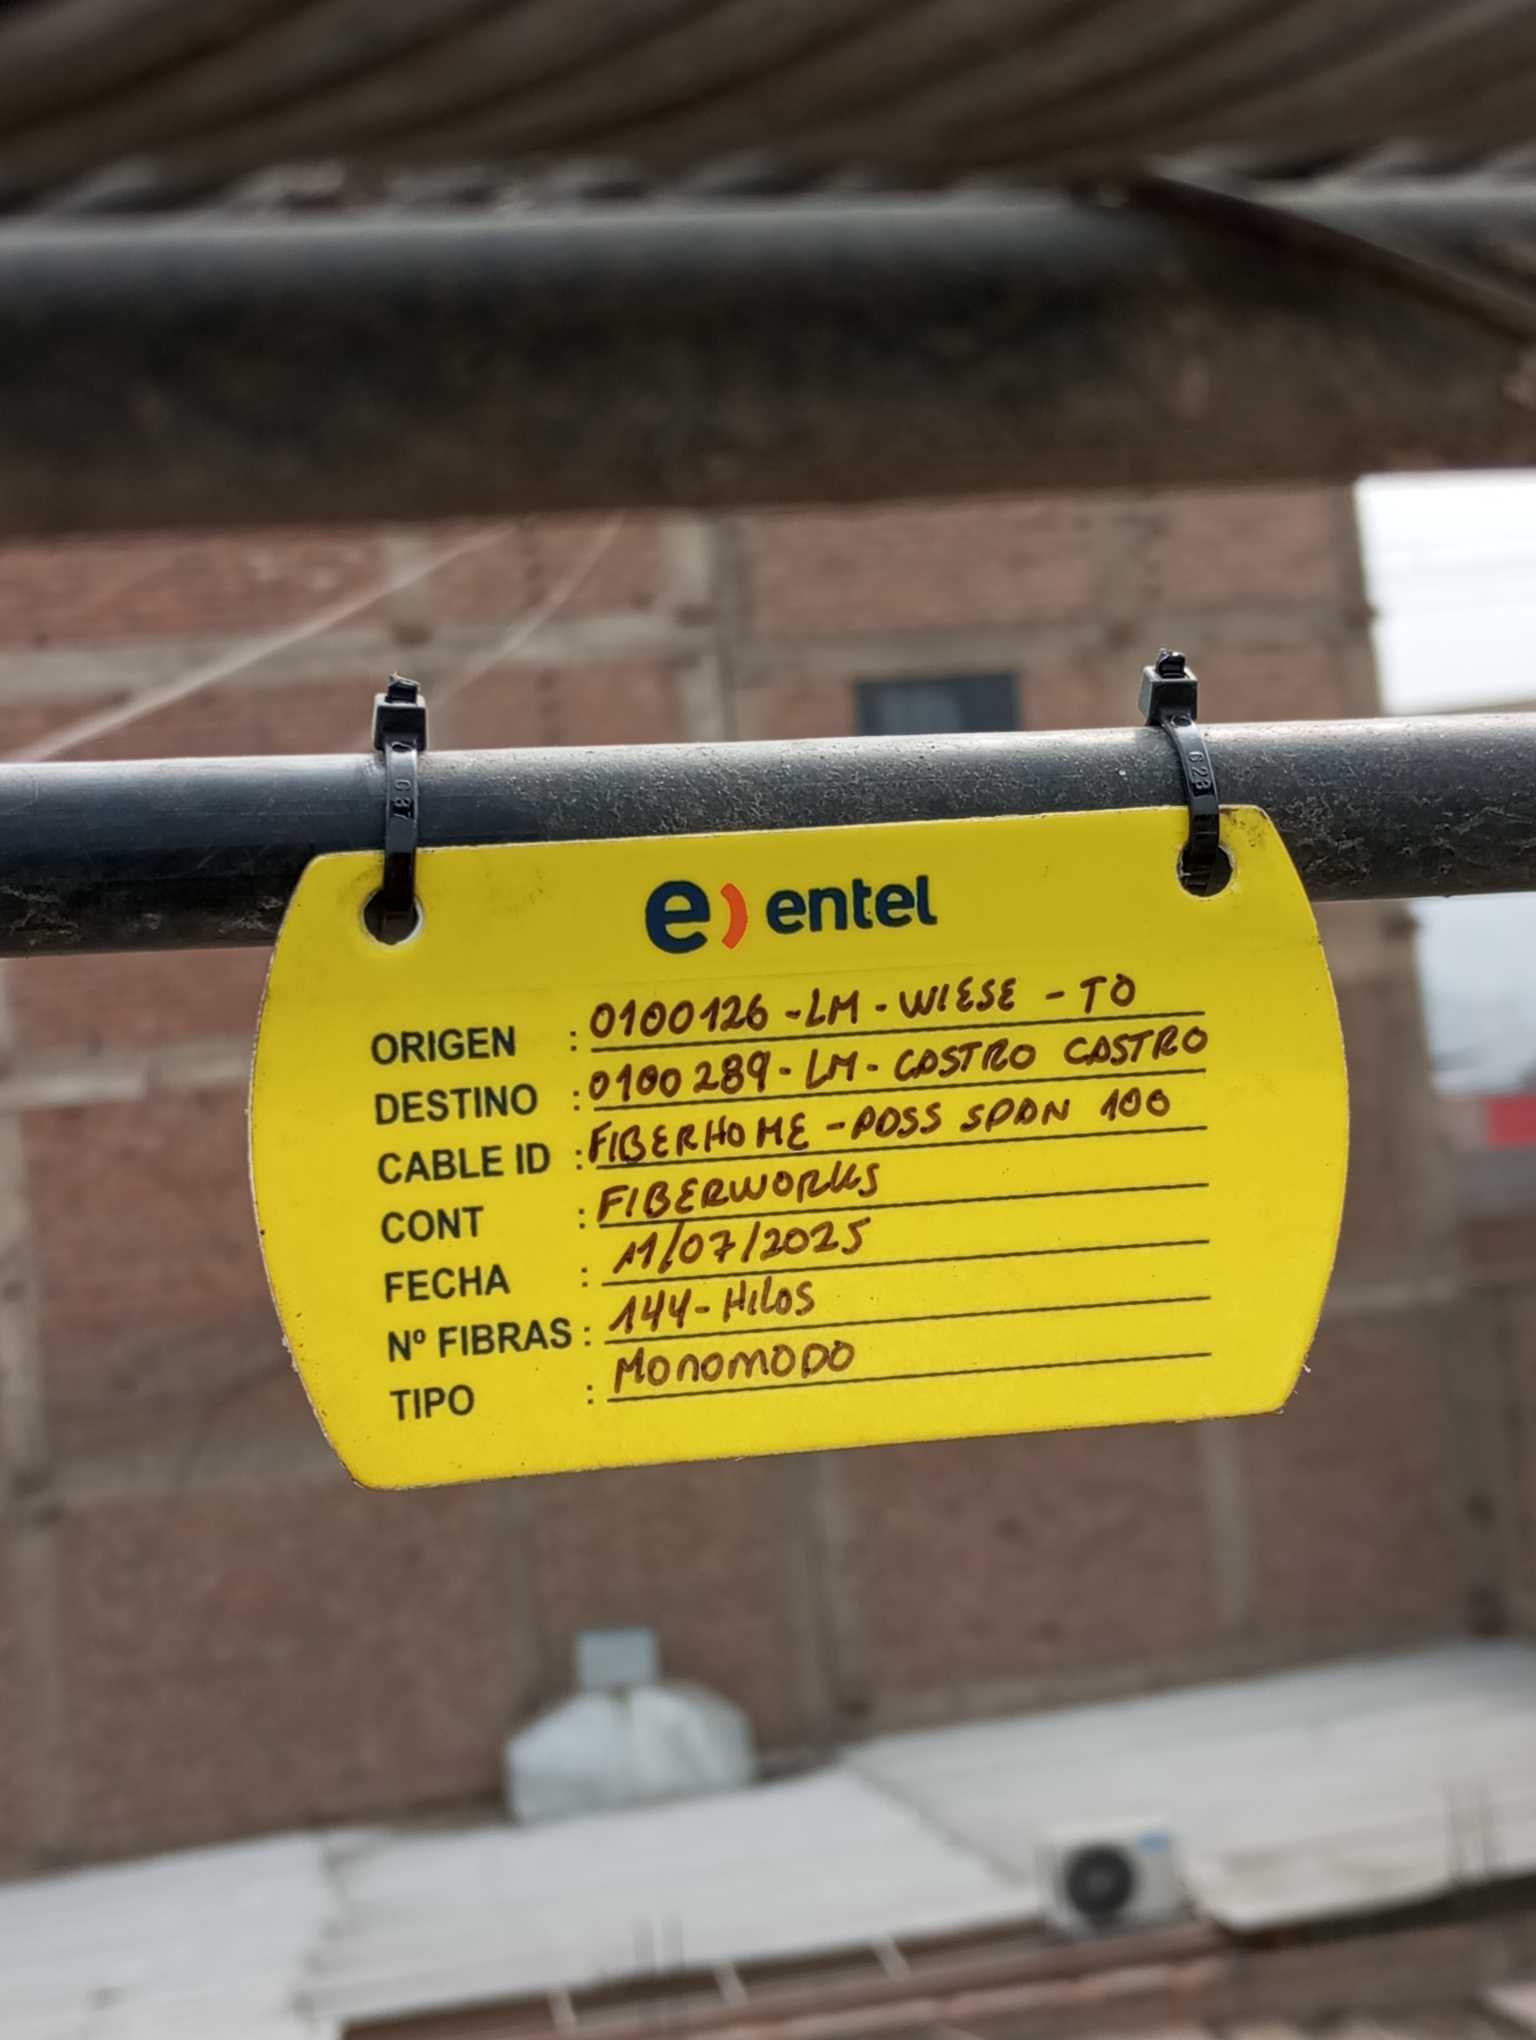 e) entel
ORIGEN : 0100126 - LM - WIESE - TO
DESTINO : 0100289 - LM - CASTRO CASTRO
CABLE ID : FIBERHOME - ADSS SPAN 100
CONT : FIBERWORKS
FECHA : 11/07/2025
Nº FIBRAS : 144 - HILOS
TIPO : MONOMODO